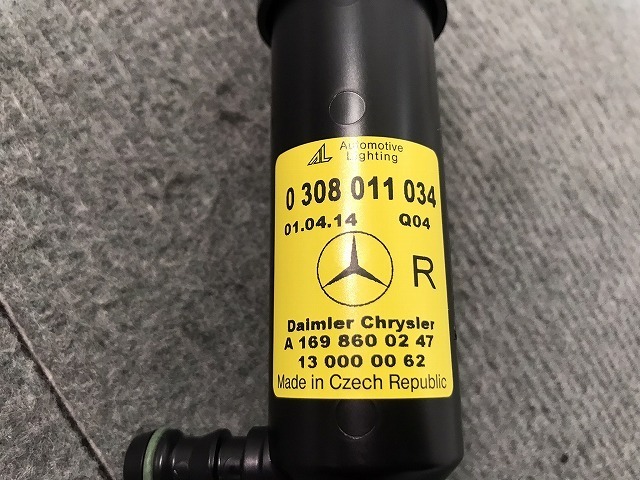 AL Automotive
Lighting
0 308 011 034
01.04.14 Q04
R
Daimler Chrysler
A 169 860 02 47
13 000 00 62
Made in Czech Republic